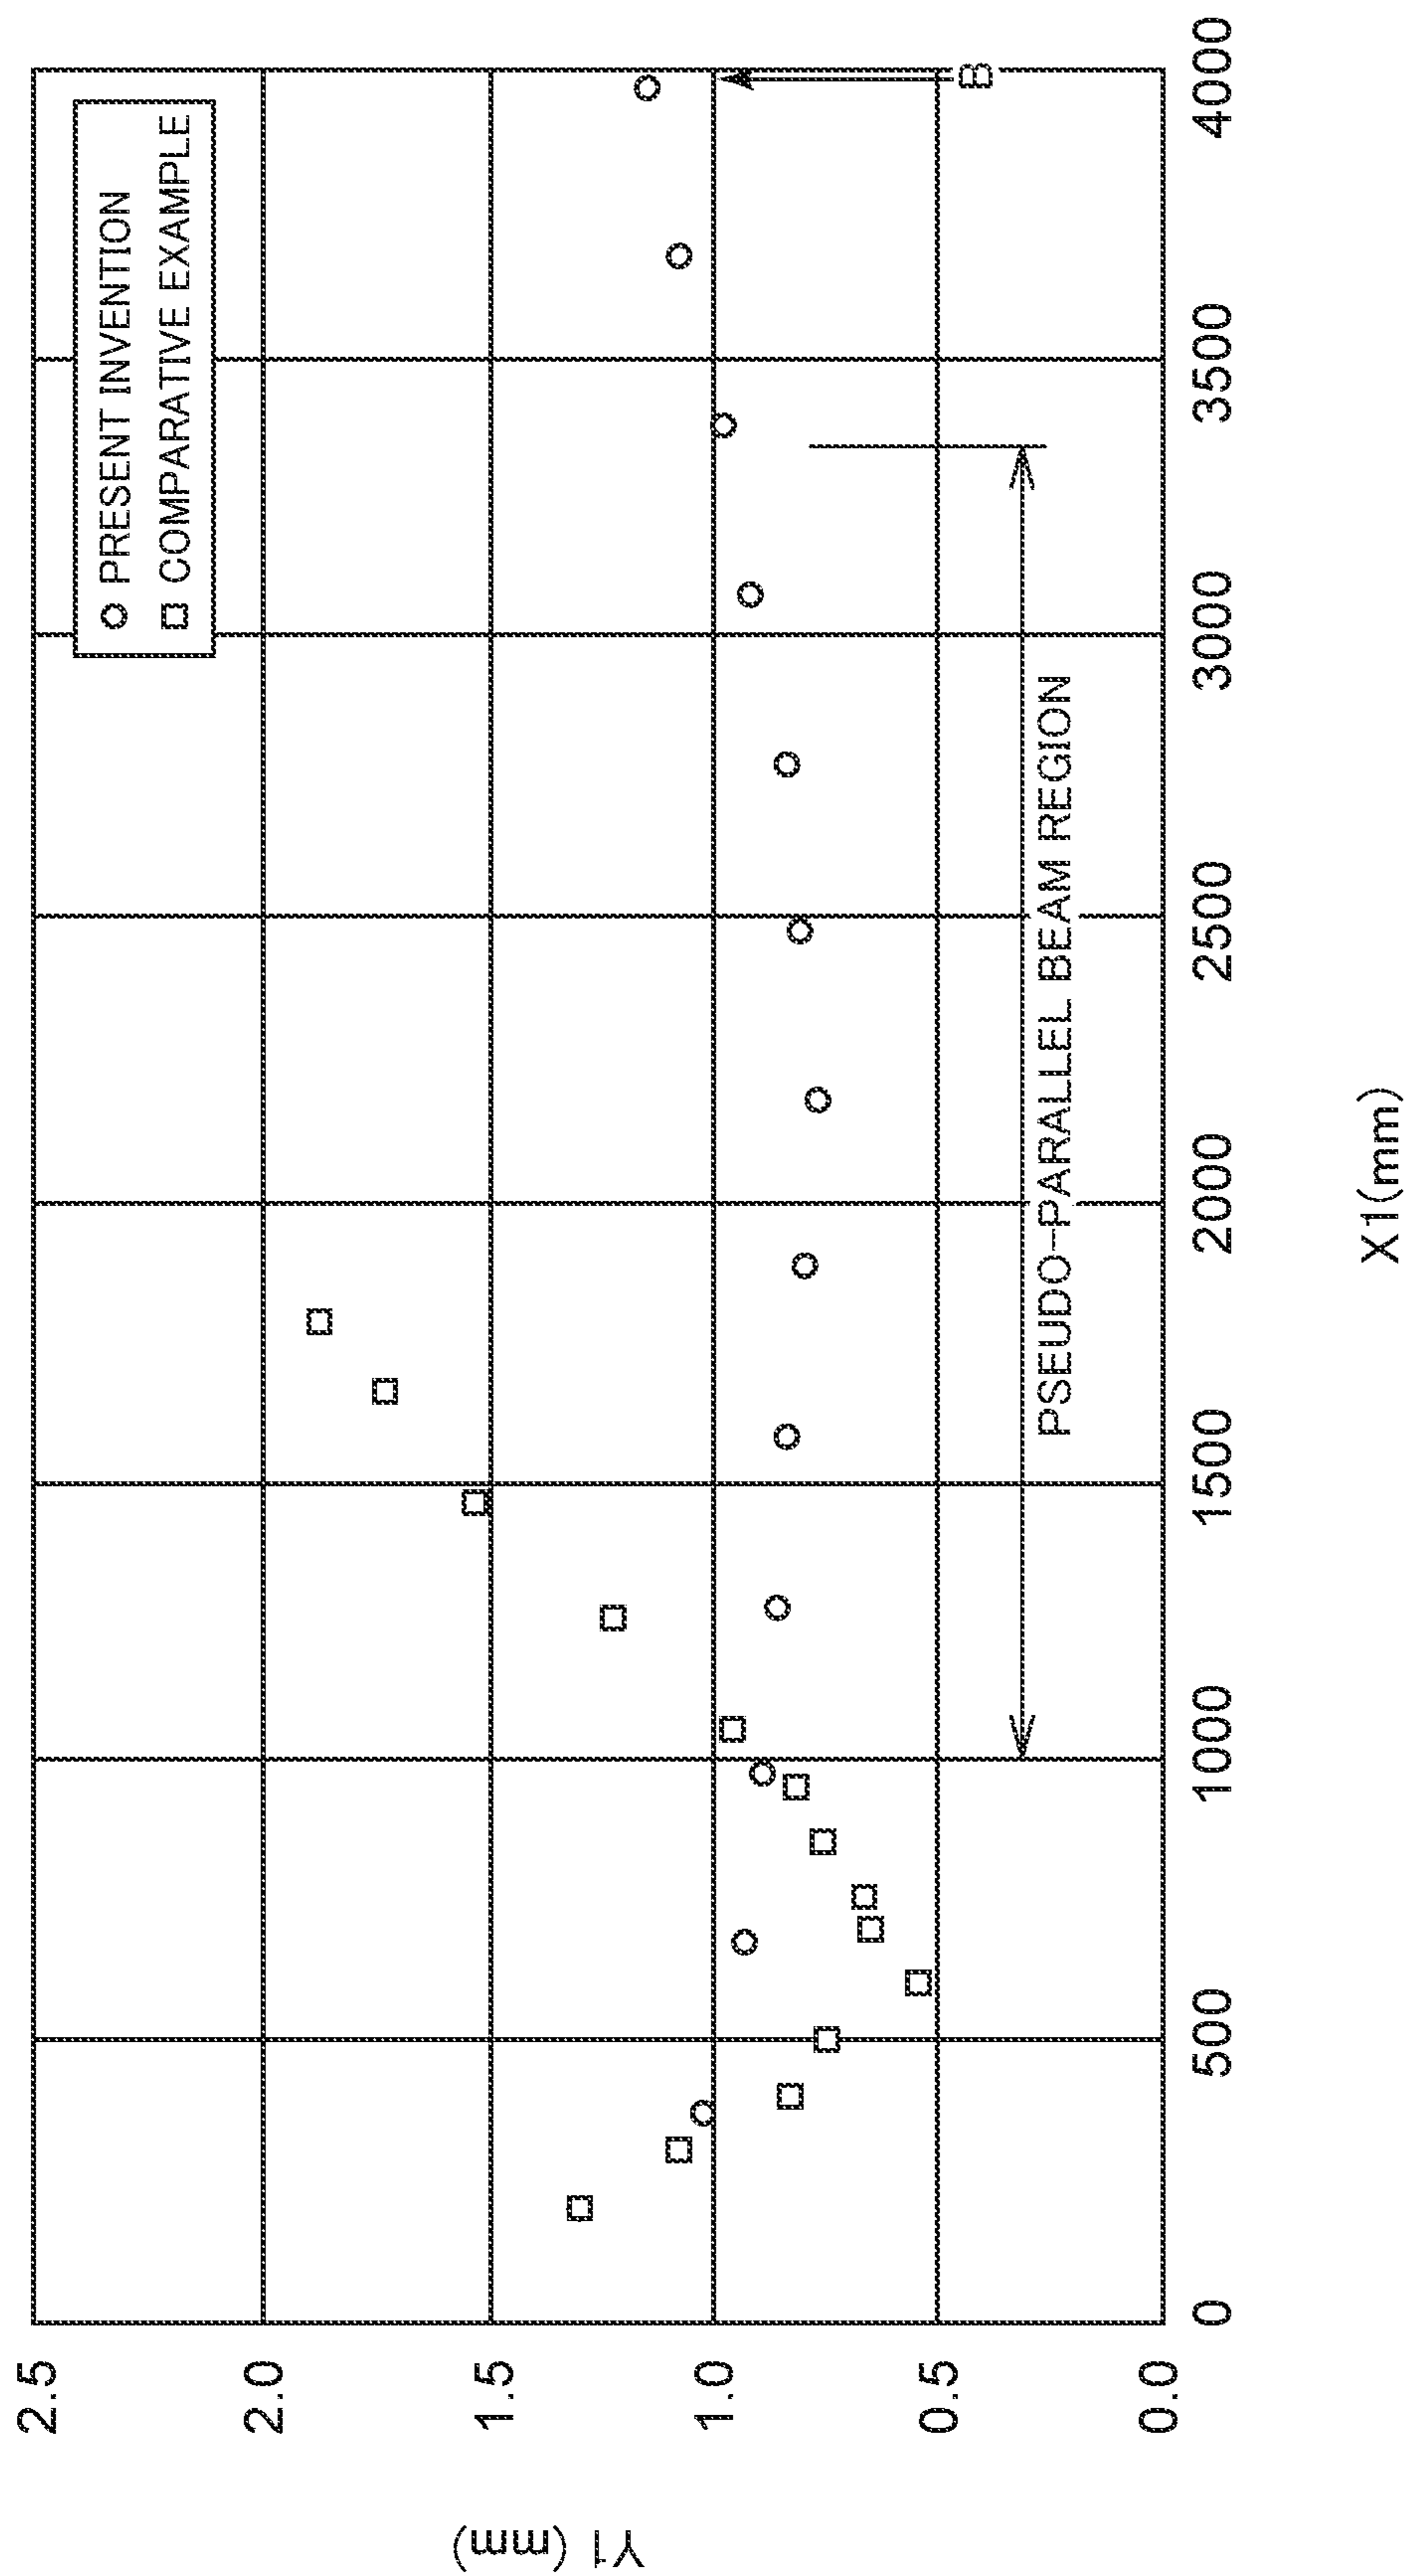 2.5
2.0
1.5
1.0
0.5
0.0
Y1 (mm)
○ PRESENT INVENTION
□ COMPARATIVE EXAMPLE
B
PSEUDO-PARALLEL BEAM REGION
0
500
1000
1500
2000
2500
3000
3500
4000
X1(mm)